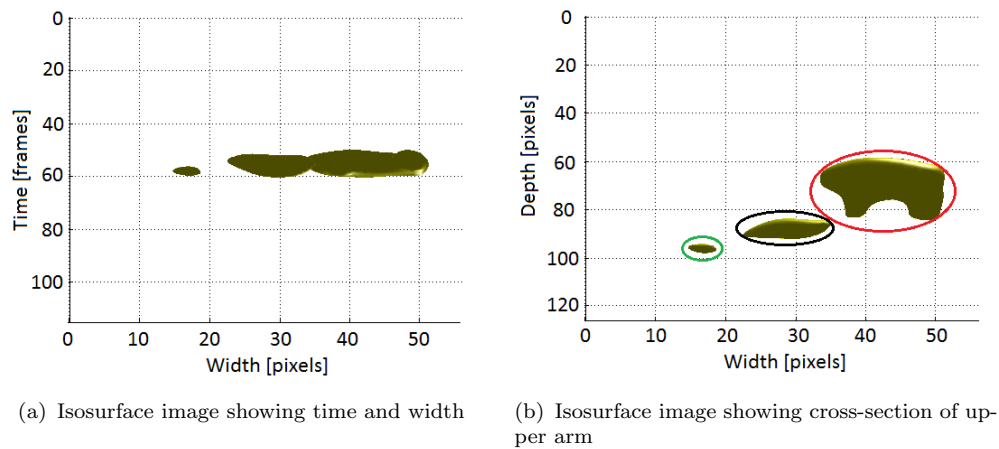 0
20
40
60
80
100
Time [frames]
0 10 20 30 40 50
Width [pixels]
(a) Isosurface image showing time and width
0
20
40
60
80
100
120
Depth [pixels]
0 10 20 30 40 50
Width [pixels]
(b) Isosurface image showing cross-section of up-
per arm